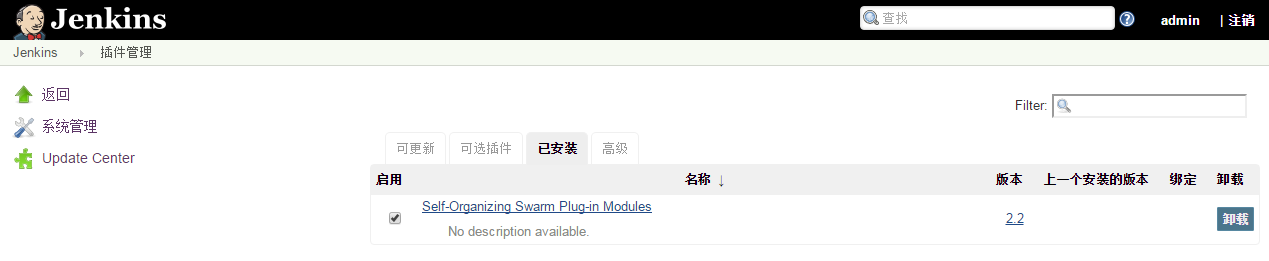 Jenkins
查找
admin | 注销
Jenkins 插件管理
返回
系统管理
Update Center
Filter:
可更新 可选插件 已安装 高级
启用 名称 ↓ 版本 上一个安装的版本 绑定 卸载
Self-Organizing Swarm Plug-in Modules
No description available.
2.2
卸载